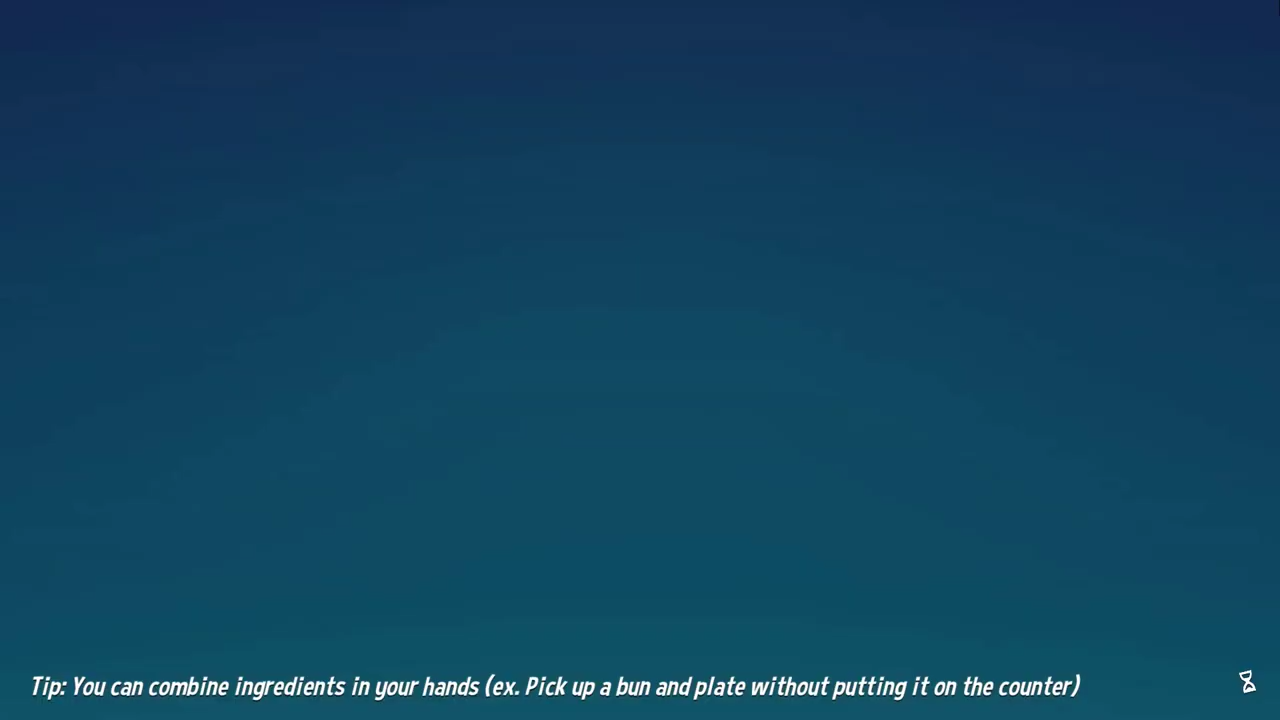 Tip: You can combine ingredients in your hands (ex. Pick up a bun and plate without putting it on the counter)